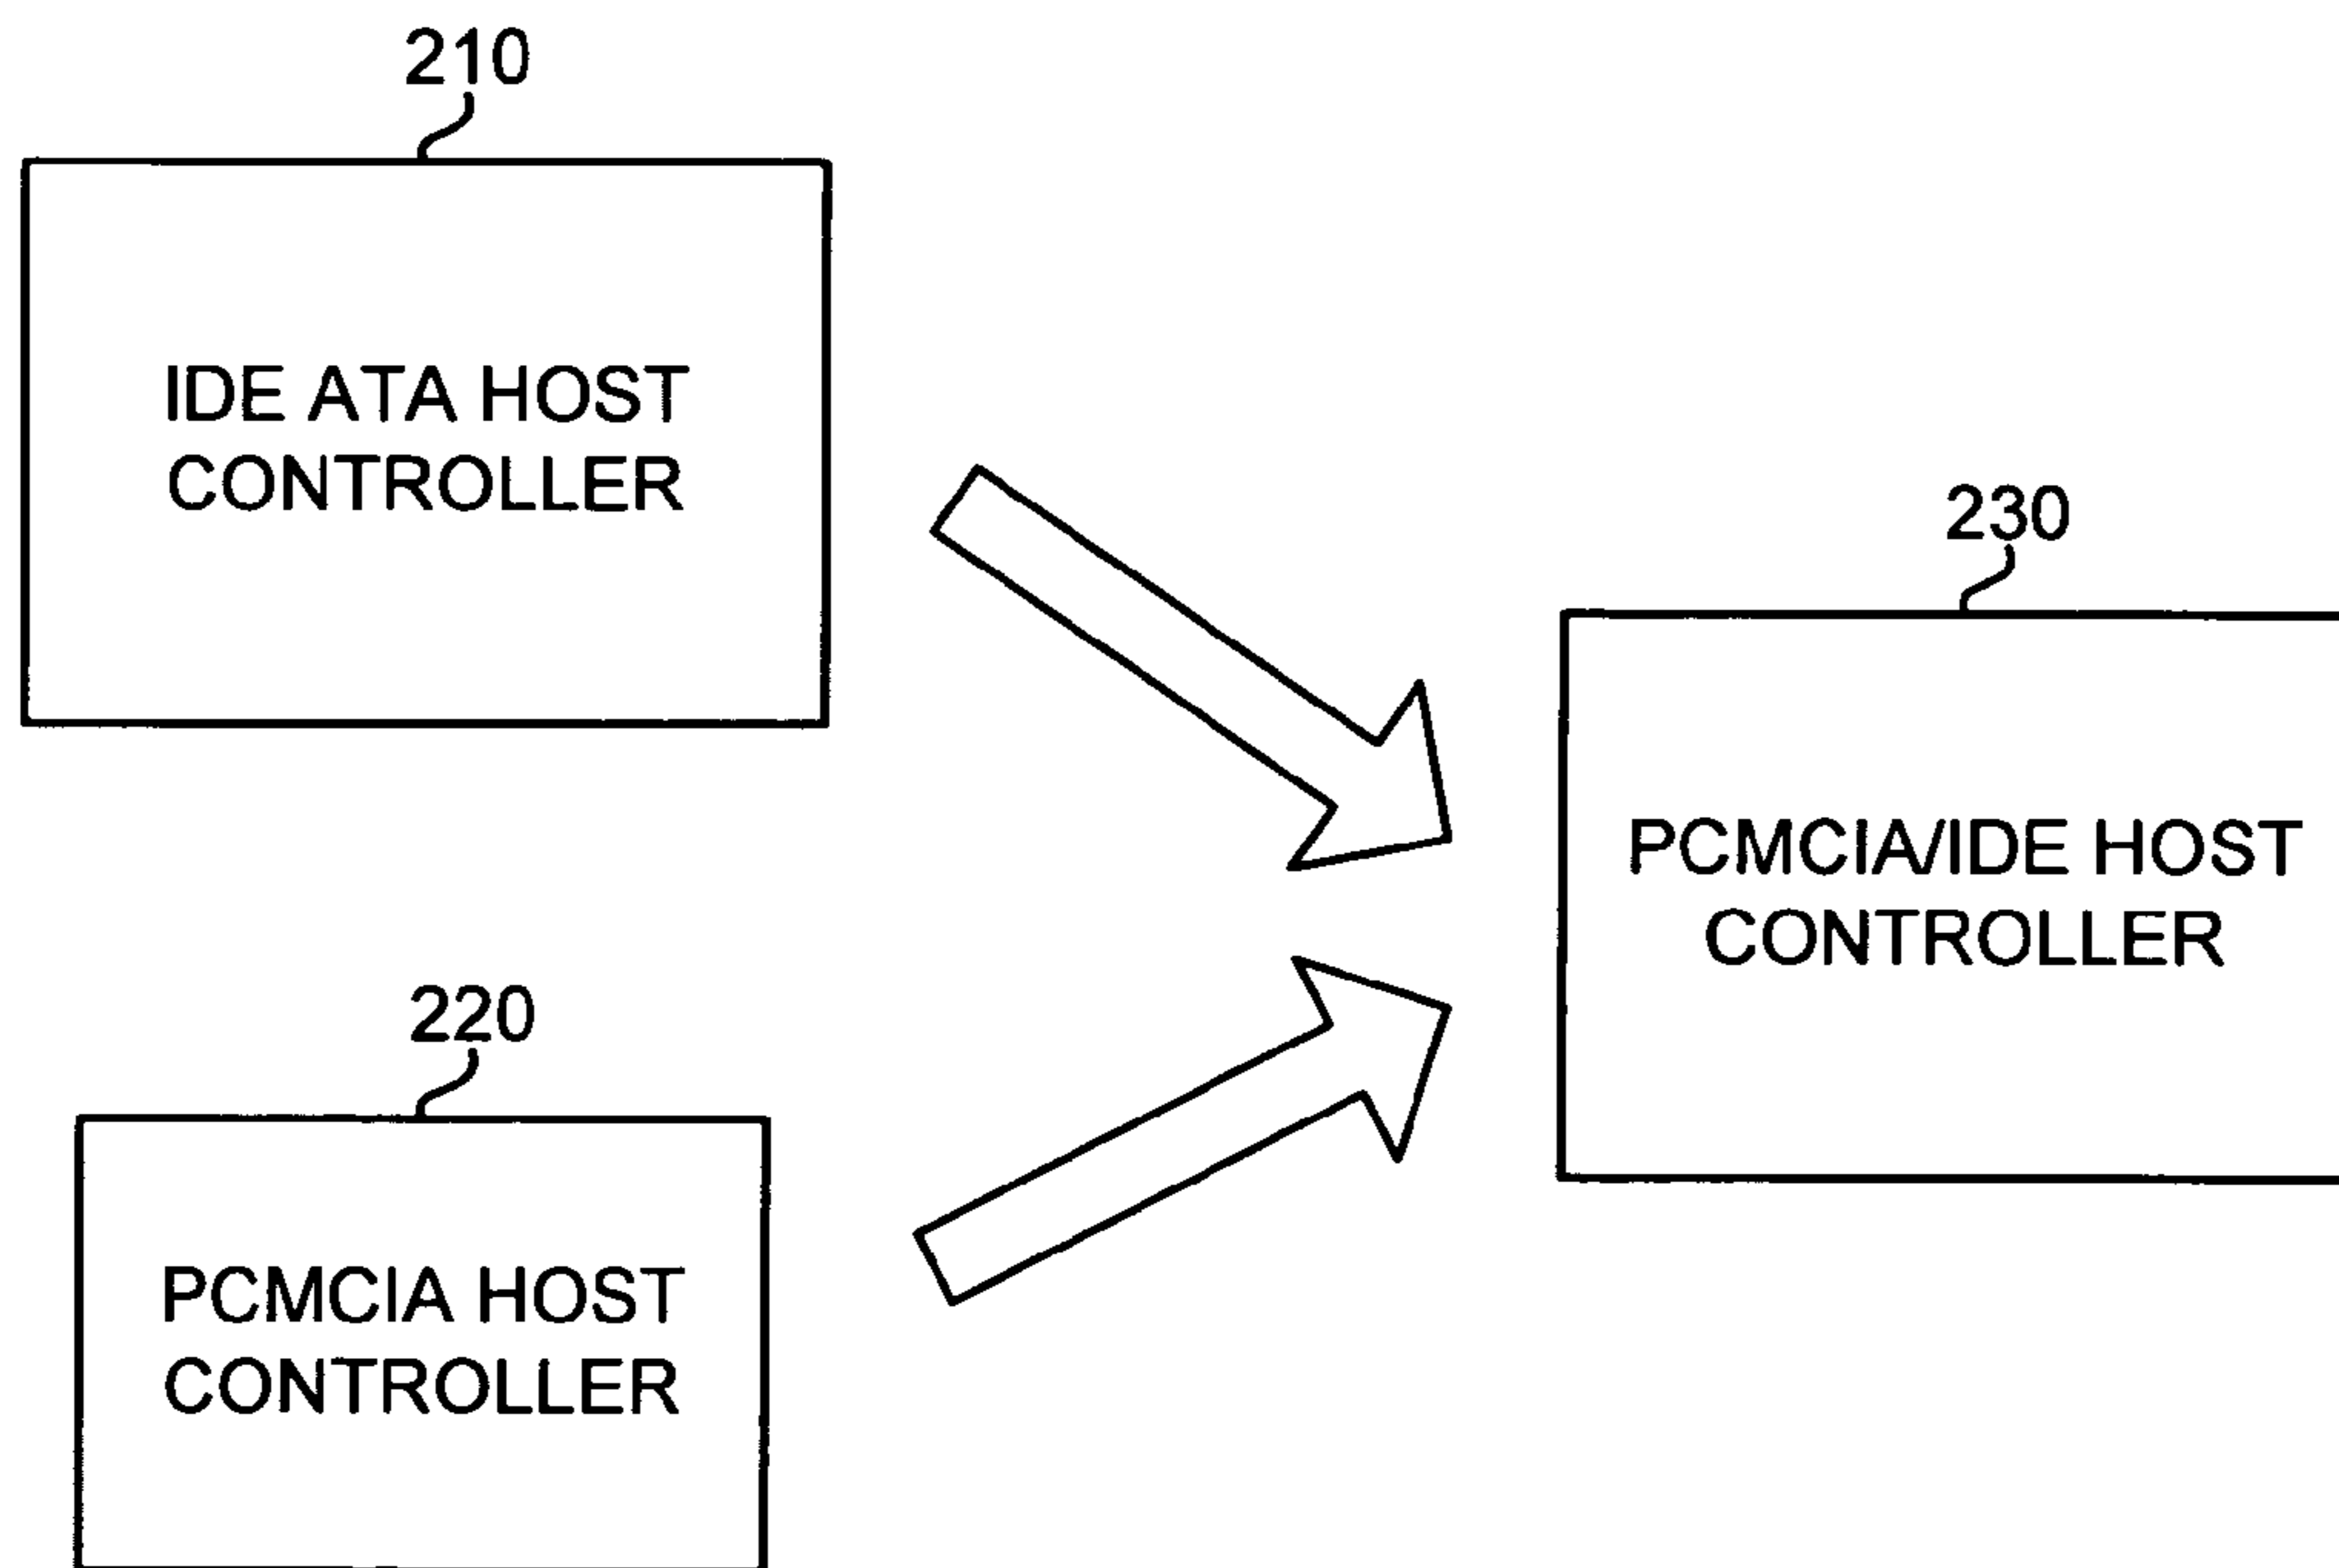 210
IDE ATA HOST
CONTROLLER
230
PCMCIA/IDE HOST
CONTROLLER
220
PCMCIA HOST
CONTROLLER